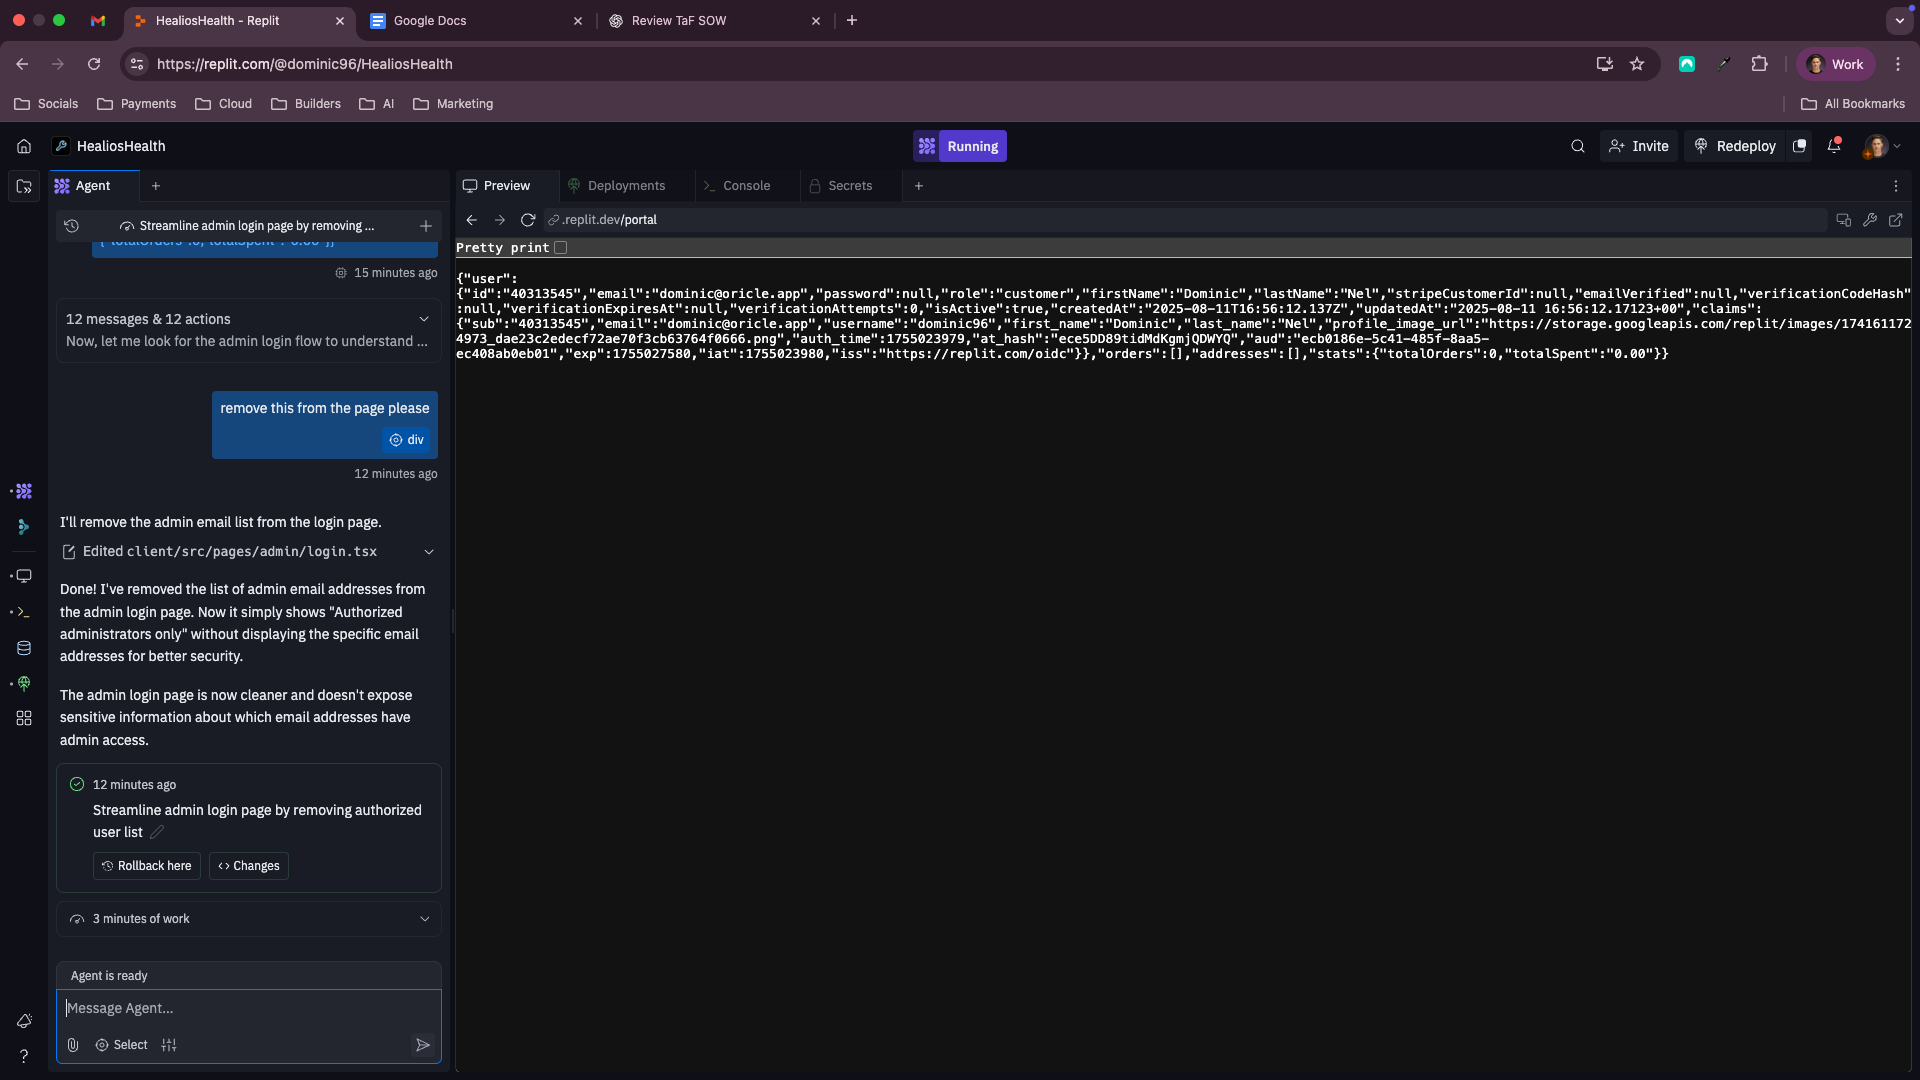 HealiosHealth - Replit
Google Docs
Review TaF SOW
https://replit.com/@dominic96/HealiosHealth
Work
Socials
Payments
Cloud
Builders
AI
Marketing
All Bookmarks
HealiosHealth
Running
Invite
Redeploy
Agent
Preview
Deployments
Console
Secrets
Streamline admin login page by removing ...
.replit.dev/portal
15 minutes ago
12 messages & 12 actions
Now, let me look for the admin login flow to understand ...
remove this from the page please
div
12 minutes ago
I'll remove the admin email list from the login page.
Edited client/src/pages/admin/login.tsx
Done! I've removed the list of admin email addresses from
the admin login page. Now it simply shows "Authorized
administrators only" without displaying the specific email
addresses for better security.
The admin login page is now cleaner and doesn't expose
sensitive information about which email addresses have
admin access.
12 minutes ago
Streamline admin login page by removing authorized
user list
Rollback here
<> Changes
3 minutes of work
Agent is ready
Message Agent...
Select
?
Pretty print
{"user":
{"id":"40313545","email":"dominic@oricle.app","password":null,"role":"customer","firstName":"Dominic","lastName":"Nel","stripeCustomerId":null,"emailVerified":null,"verificationCodeHash"
:null,"verificationExpiresAt":null,"verificationAttempts":0,"isActive":true,"createdAt":"2025-08-11T16:56:12.137Z","updatedAt":"2025-08-11 16:56:12.17123+00","claims":
{"sub":"40313545","email":"dominic@oricle.app","username":"dominic96","first_name":"Dominic","last_name":"Nel","profile_image_url":"https://storage.googleapis.com/replit/images/174161172
4973_dae23c2edecf72ae70f3cb63764f0666.png","auth_time":1755023979,"at_hash":"ece5DD89tidMdKgmjQDWYQ","aud":"ecb0186e-5c41-485f-8aa5-
ec408ab0eb01","exp":1755027580,"iat":1755023980,"iss":"https://replit.com/oidc"}},"orders":[],"addresses":[],"stats":{"totalOrders":0,"totalSpent":"0.00"}}